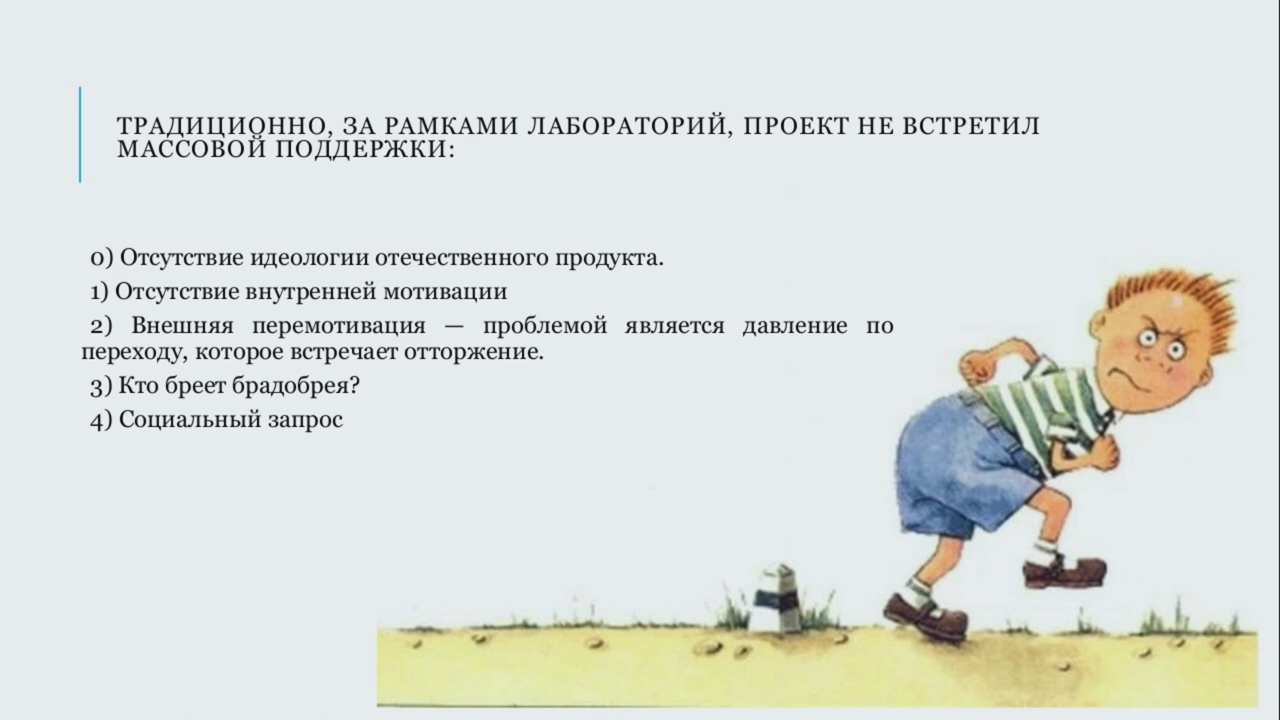 ТРАДИЦИОННО, ЗА РАМКАМИ ЛАБОРАТОРИЙ, ПРОЕКТ НЕ ВСТРЕТИЛ
МАССОВОЙ ПОДДЕРЖКИ:
0) Отсутствие идеологии отечественного продукта.
1) Отсутствие внутренней мотивации
2) Внешняя перемотивация — проблемой является давление по
переходу, которое встречает отторжение.
3) Кто бреет брадобрея?
4) Социальный запрос